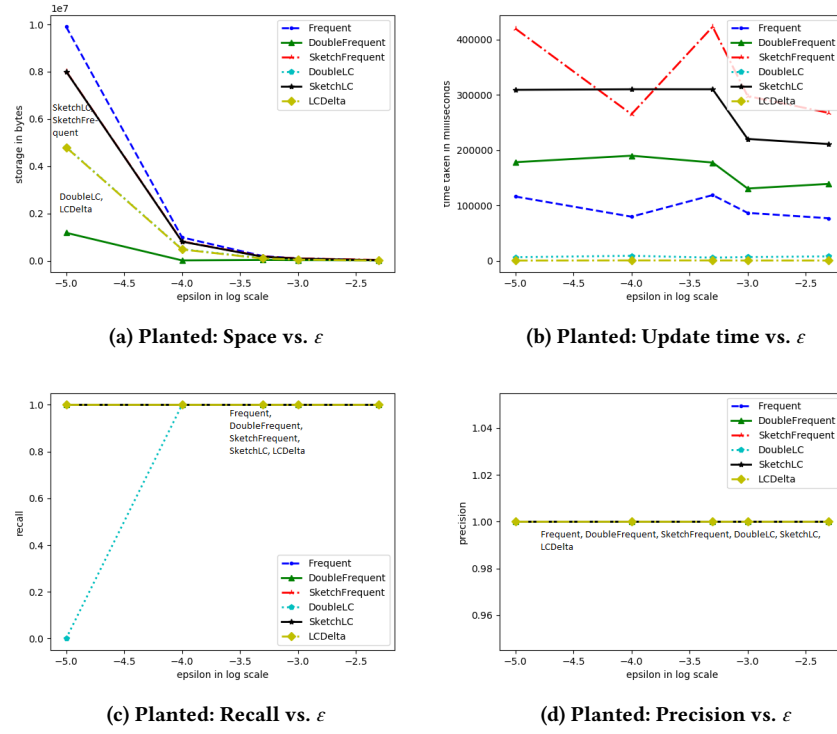 1e7
1.0
0.8
0.6
0.4
0.2
0.0
storage in bytes
Frequent
DoubleFrequent
SketchFrequent
DoubleLC
SketchLC
LCDelta
SketchLC,
SketchFre-
quent
DoubleLC,
LCDelta
−5.0 −4.5 −4.0 −3.5 −3.0 −2.5
epsilon in log scale
(a) Planted: Space vs. ε
400000
300000
200000
100000
0
time taken in milliseconds
Frequent
DoubleFrequent
SketchFrequent
DoubleLC
SketchLC
LCDelta
−5.0 −4.5 −4.0 −3.5 −3.0 −2.5
epsilon in log scale
(b) Planted: Update time vs. ε
1.0
0.8
0.6
0.4
0.2
0.0
recall
Frequent,
DoubleFrequent,
SketchFrequent,
SketchLC, LCDelta
Frequent
DoubleFrequent
SketchFrequent
DoubleLC
SketchLC
LCDelta
−5.0 −4.5 −4.0 −3.5 −3.0 −2.5
epsilon in log scale
(c) Planted: Recall vs. ε
1.04
1.02
1.00
0.98
0.96
precision
Frequent
DoubleFrequent
SketchFrequent
DoubleLC
SketchLC
LCDelta
Frequent, DoubleFrequent, SketchFrequent, DoubleLC, SketchLC,
LCDelta
−5.0 −4.5 −4.0 −3.5 −3.0 −2.5
epsilon in log scale
(d) Planted: Precision vs. ε